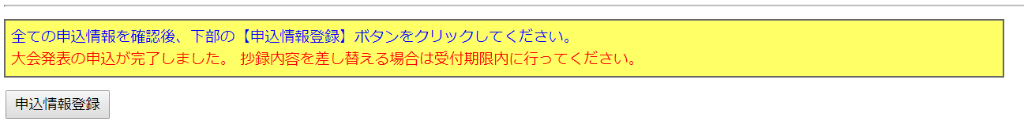 全ての申込情報を確認後、下部の【申込情報登録】ボタンをクリックしてください。
大会発表の申込が完了しました。 抄録内容を差し替える場合は受付期限内に行ってください。
申込情報登録